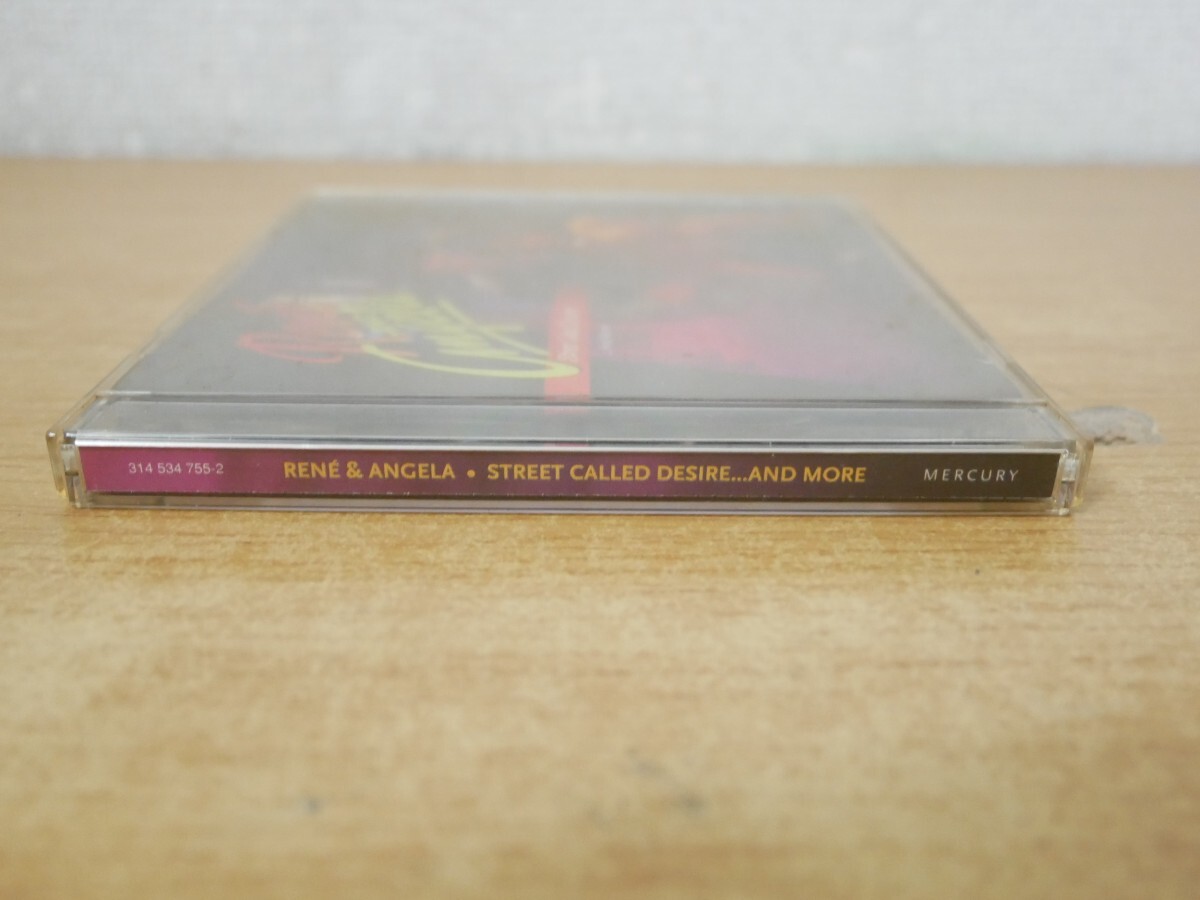 314 534 755-2 RENÉ & ANGELA • STREET CALLED DESIRE...AND MORE MERCURY